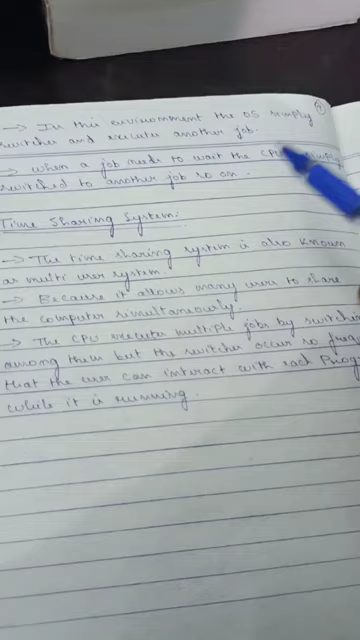 → In this environment the OS simply
switches and executes another job.
→ when a job needs to wait the CPU
switched to another job so on.
Time Sharing System:
→ The time sharing system is also known
as multi user system.
→ Because it allows many users to share
the computer simultaneously.
→ The CPU executes multiple jobs by switches
among them but the switches occur so
that the user can interact with each
while it is running.